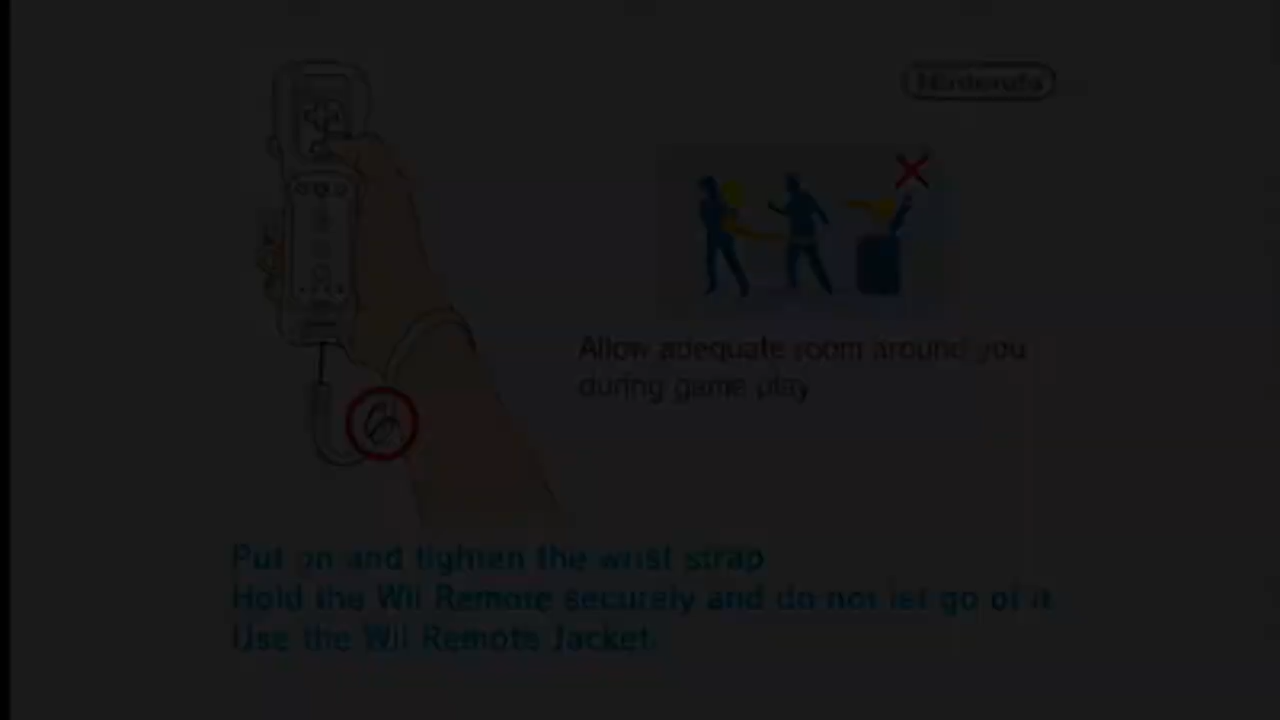 Nintendo
Allow adequate room around you
during game play
Put on and tighten the wrist strap
Hold the Wii Remote securely and do not let go of it
Use the Wii Remote Jacket.